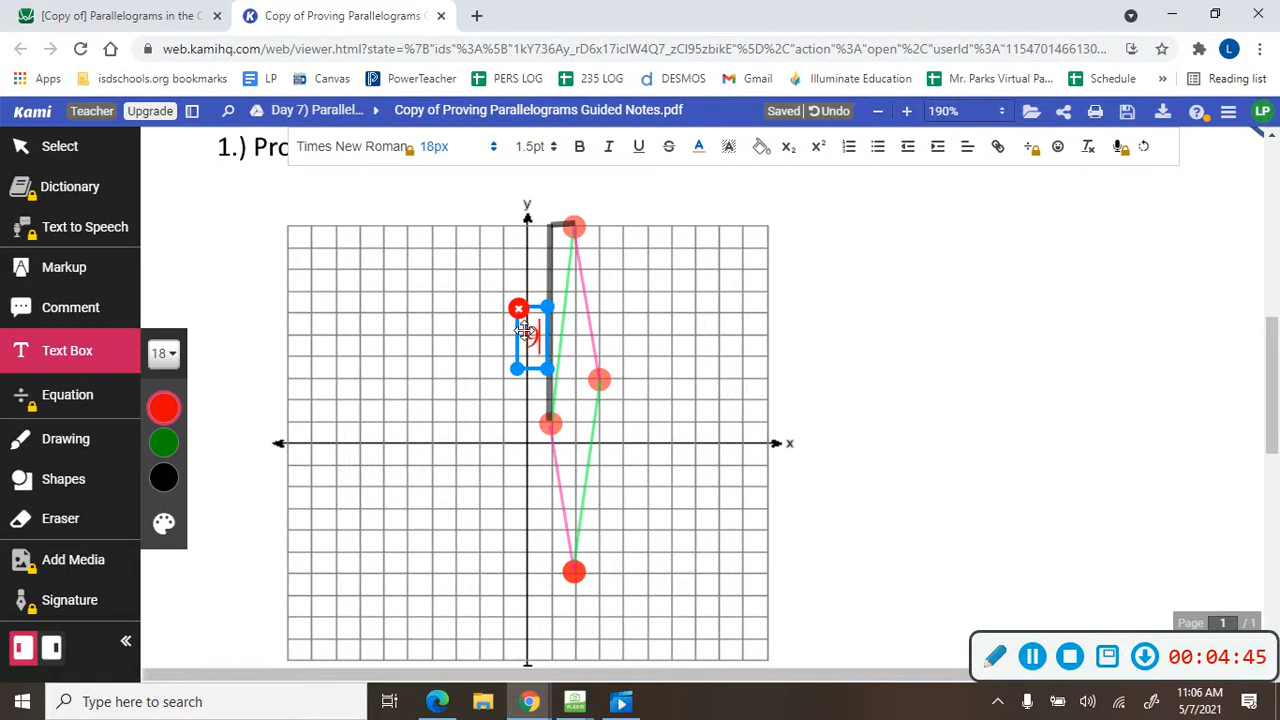 [Copy of] Parallelograms in the C
Copy of Proving Parallelograms G
web.kamihq.com/web/viewer.html?state=%7B"ids"%3A%5B"1kY736Ay_rD6x17icIW4Q7_zCl95zbikE"%5D%2C"action"%3A"open"%2C"userId"%3A"1154701466130...
Apps
isdschools.org bookmarks
LP
Canvas
PowerTeacher
PERS LOG
235 LOG
DESMOS
Gmail
Illuminate Education
Mr. Parks Virtual Pa...
Schedule
»
Reading list
Kami
Teacher
Upgrade
Day 7) Parallel...
Copy of Proving Parallelograms Guided Notes.pdf
Saved
Undo
190%
LP
Select
Dictionary
Text to Speech
Markup
Comment
Text Box
Equation
Drawing
Shapes
Eraser
Add Media
Signature
18
1.) Pro
Times New Roman
18px
1.5pt
B I U S A A x₂ x²
y
9
x
Page 1 / 1
00:04:45
Type here to search
11:06 AM
5/7/2021